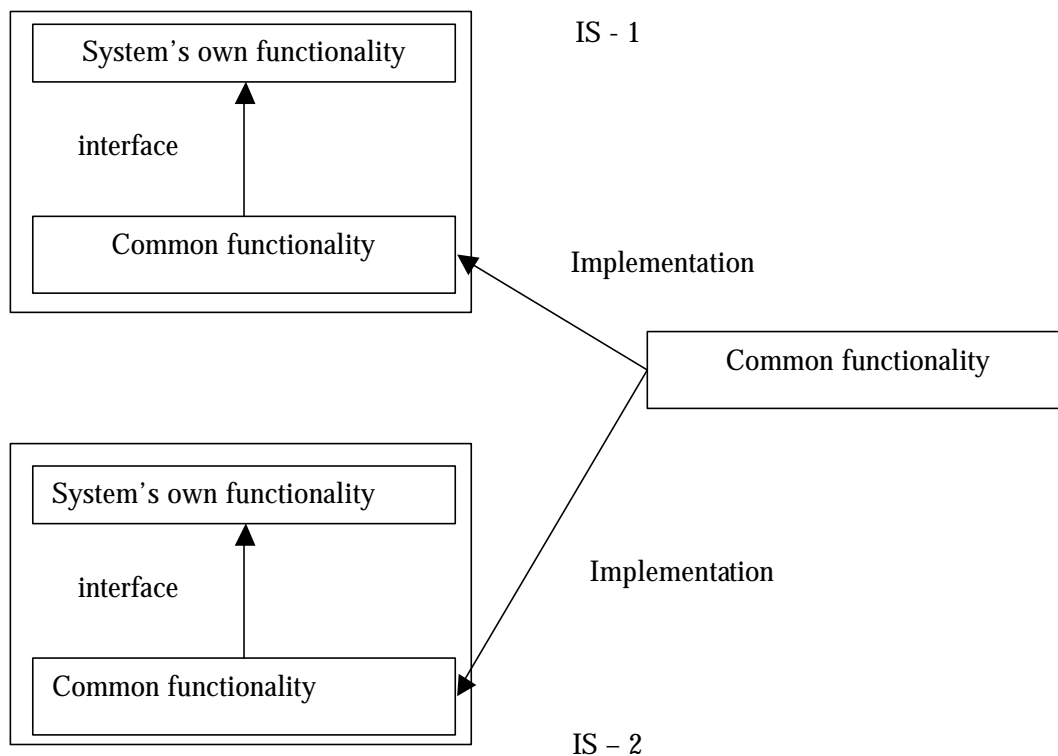 IS - 1
System’s own functionality
interface
Common functionality
Implementation
Common functionality
System’s own functionality
interface
Implementation
Common functionality
IS – 2